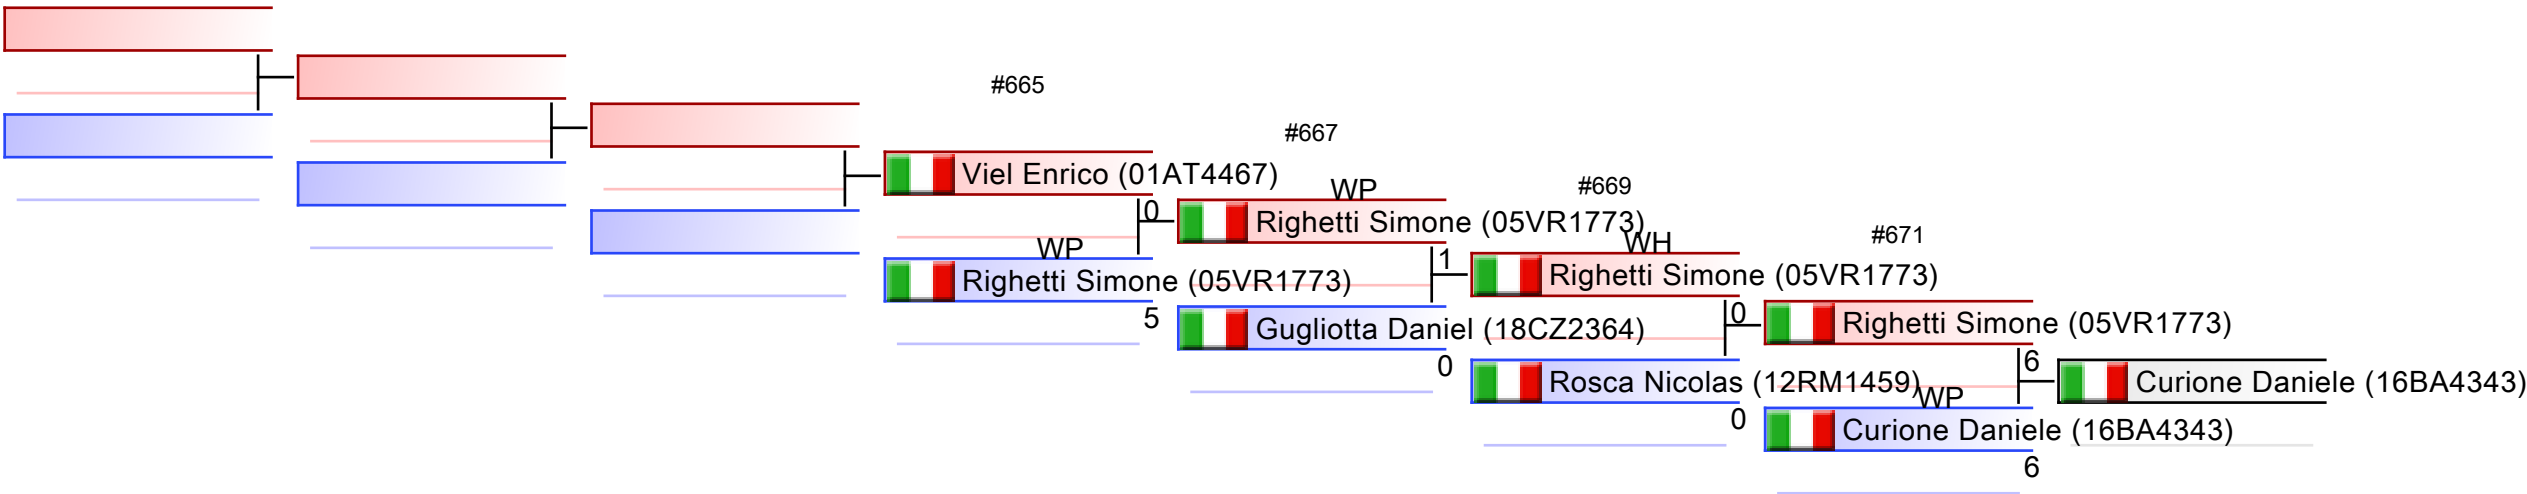 #665
#667
Viel Enrico (01AT4467)
WP
#669
0
Righetti Simone (05VR1773)
WP
WH
#671
Righetti Simone (05VR1773)
1
Righetti Simone (05VR1773)
5
Gugliotta Daniel (18CZ2364)
0
Righetti Simone (05VR1773)
0
Rosca Nicolas (12RM1459)
WP
6
Curione Daniele (16BA4343)
0
Curione Daniele (16BA4343)
6